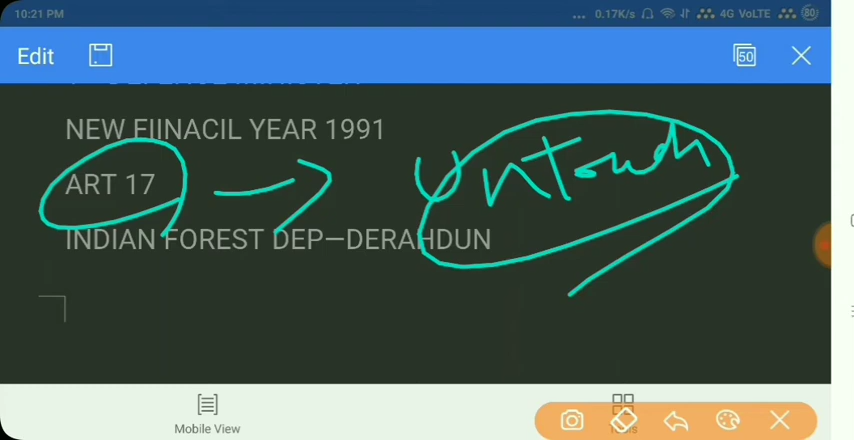 10:21 PM ... 0.17K/s 4G VoLTE 80
Edit 50
NEW FIINACIL YEAR 1991
ART 17
INDIAN FOREST DEP–DERAHDUN
Mobile View